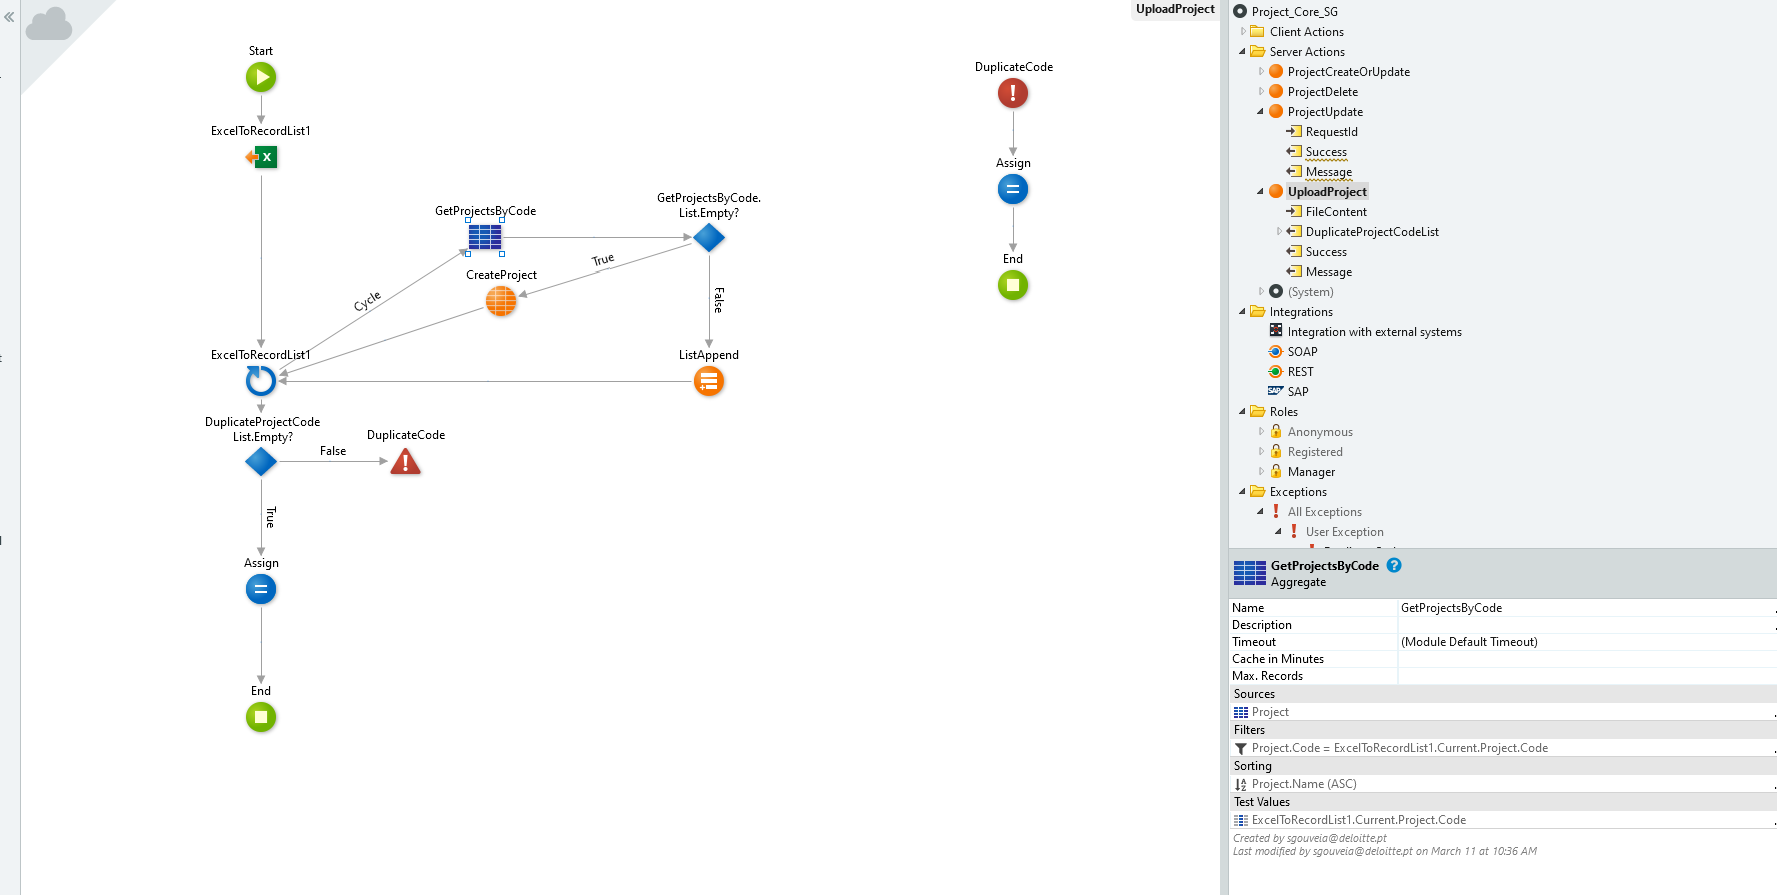 UploadProject
Start
ExcelToRecordList1
GetProjectsByCode
GetProjectsByCode.
List.Empty?
CreateProject
True
Cycle
False
ExcelToRecordList1
ListAppend
DuplicateProjectCode
List.Empty?
False
DuplicateCode
True
Assign
End
DuplicateCode
Assign
End
Project_Core_SG
Client Actions
Server Actions
ProjectCreateOrUpdate
ProjectDelete
ProjectUpdate
RequestId
Success
Message
UploadProject
FileContent
DuplicateProjectCodeList
Success
Message
(System)
Integrations
Integration with external systems
SOAP
REST
SAP SAP
Roles
Anonymous
Registered
Manager
Exceptions
All Exceptions
User Exception
GetProjectsByCode ?
Aggregate
Name GetProjectsByCode
Description
Timeout (Module Default Timeout)
Cache in Minutes
Max. Records
Sources
Project
Filters
Project.Code = ExcelToRecordList1.Current.Project.Code
Sorting
Project.Name (ASC)
Test Values
ExcelToRecordList1.Current.Project.Code
Created by sgouveia@deloitte.pt
Last modified by sgouveia@deloitte.pt on March 11 at 10:36 AM